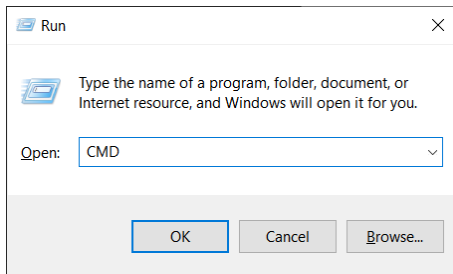 Run
Type the name of a program, folder, document, or
Internet resource, and Windows will open it for you.
Open: CMD
OK Cancel Browse...